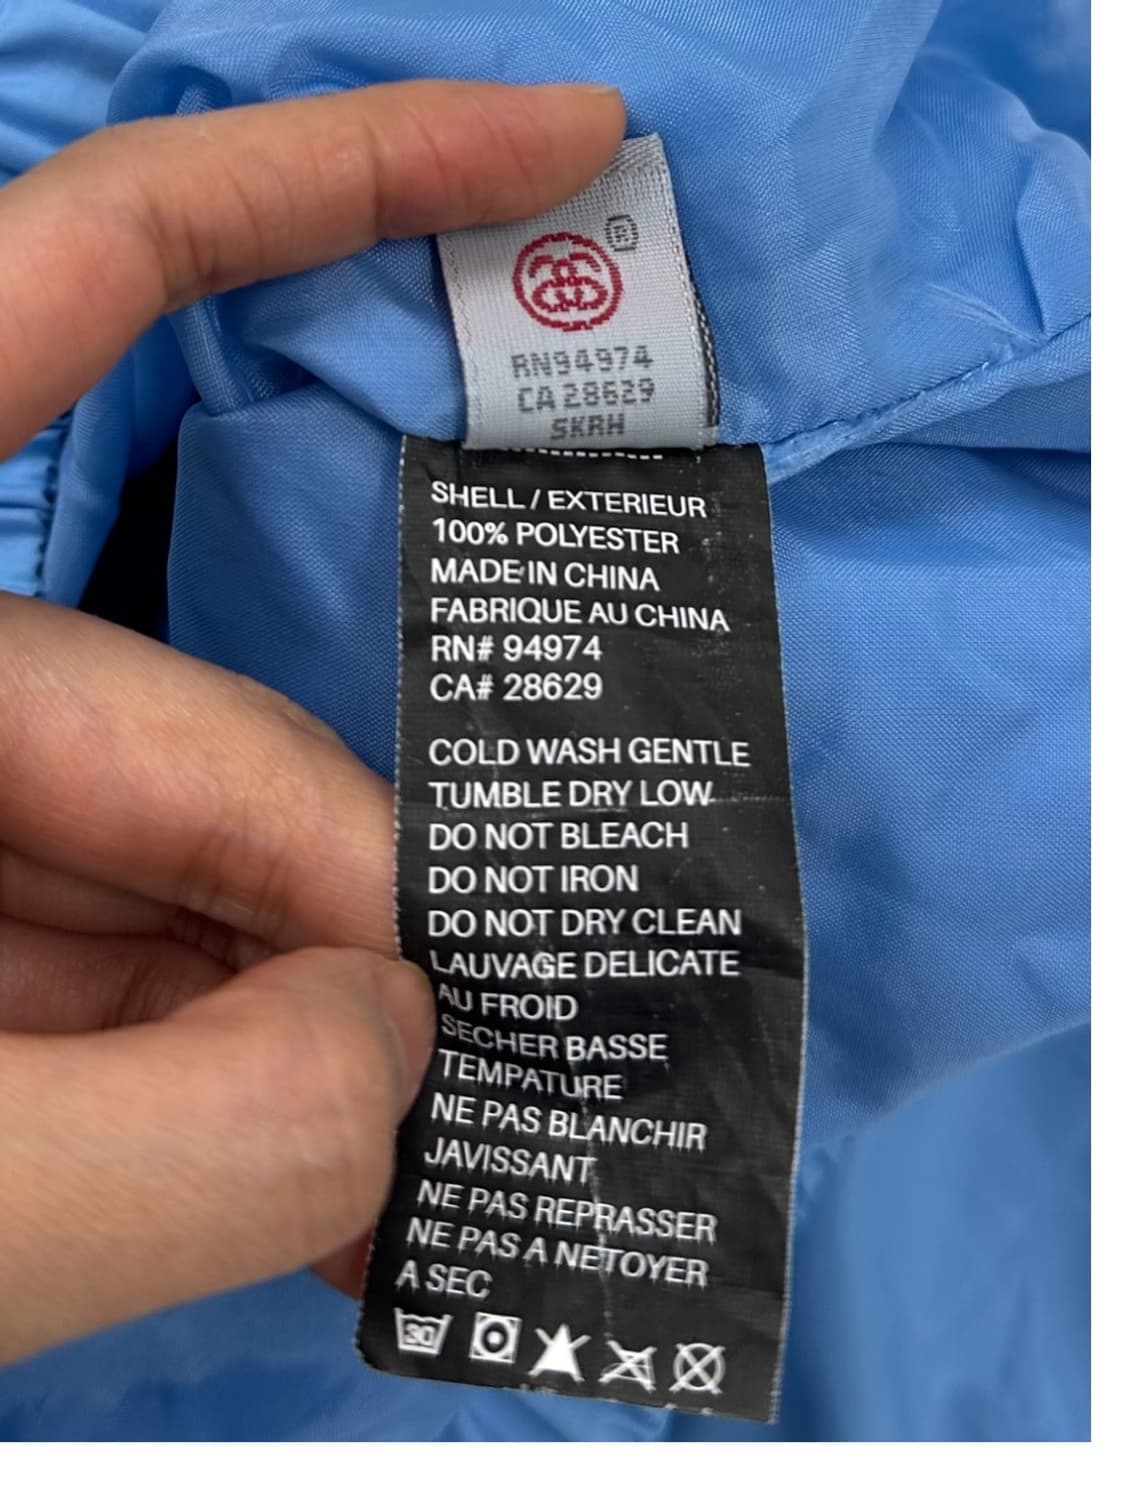 ®
RN94974
CA 28629
SKRH
SHELL / EXTERIEUR
100% POLYESTER
MADE IN CHINA
FABRIQUE AU CHINA
RN# 94974
CA# 28629
COLD WASH GENTLE
TUMBLE DRY LOW
DO NOT BLEACH
DO NOT IRON
DO NOT DRY CLEAN
LAUVAGE DELICATE
AU FROID
SECHER BASSE
TEMPATURE
NE PAS BLANCHIR
JAVISSANT
NE PAS REPRASSER
NE PAS A NETOYER
A SEC
30